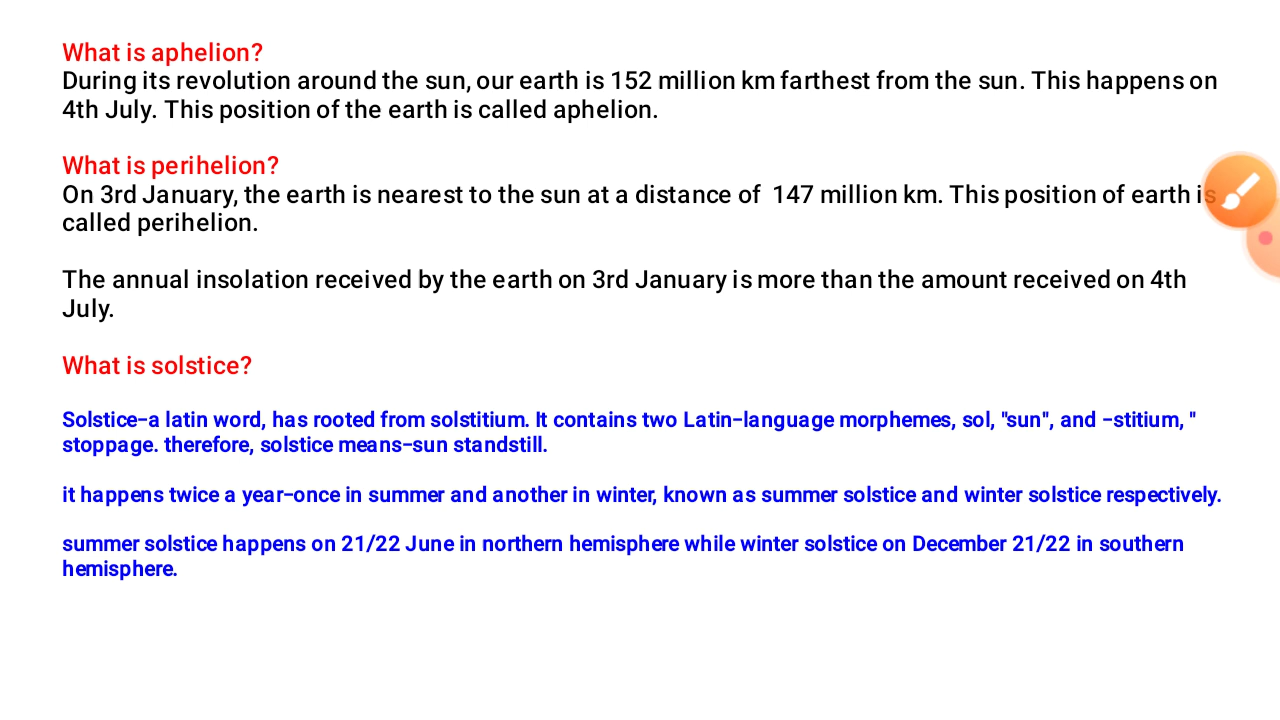 What is aphelion?
During its revolution around the sun, our earth is 152 million km farthest from the sun. This happens on
4th July. This position of the earth is called aphelion.
What is perihelion?
On 3rd January, the earth is nearest to the sun at a distance of  147 million km. This position of earth is
called perihelion.
The annual insolation received by the earth on 3rd January is more than the amount received on 4th
July.
What is solstice?
Solstice-a latin word, has rooted from solstitium. It contains two Latin-language morphemes, sol, "sun", and -stitium, "
stoppage. therefore, solstice means-sun standstill.
it happens twice a year-once in summer and another in winter, known as summer solstice and winter solstice respectively.
summer solstice happens on 21/22 June in northern hemisphere while winter solstice on December 21/22 in southern
hemisphere.